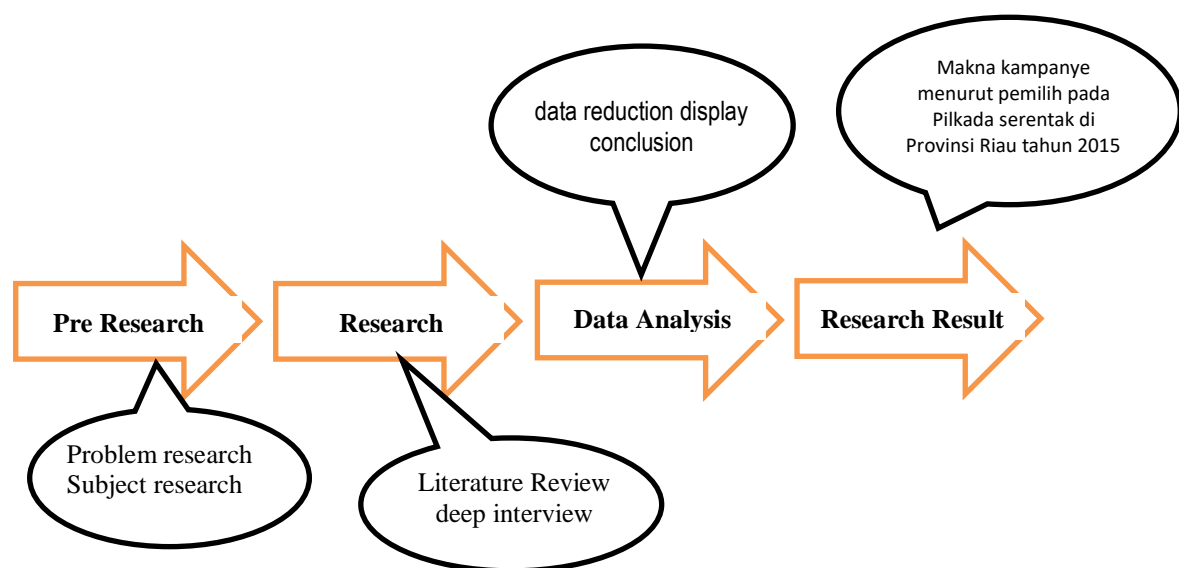 data reduction display
conclusion
Makna kampanye
menurut pemilih pada
Pilkada serentak di
Provinsi Riau tahun 2015
Pre Research
Research
Data Analysis
Research Result
Problem research
Subject research
Literature Review
deep interview